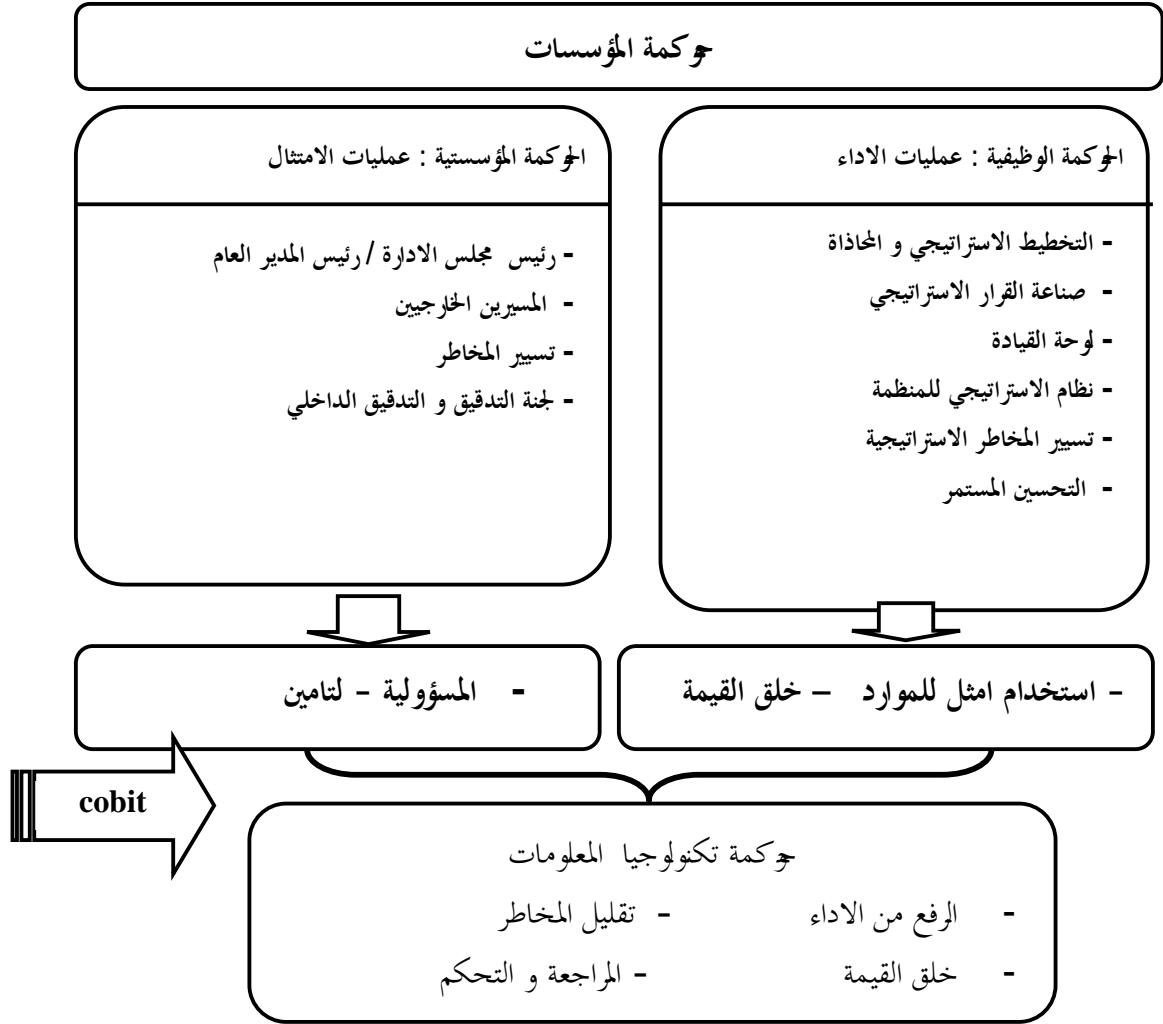 حوكمة المؤسسات
الحوكمة الوظيفية : عمليات الاداء
- التخطيط الاستراتيجي و المحاذاة
- صناعة القرار الاستراتيجي
- لوحة القيادة
- نظام الاستراتيجي للمنظمة
- تسيير المخاطر الاستراتيجية
- التحسين المستمر
الحوكمة المؤسستية : عمليات الامتثال
- رئيس مجلس الادارة / رئيس المدير العام
- المسيرين الخارجيين
- تسيير المخاطر
- لجنة التدقيق و التدقيق الداخلي
- استخدام امثل للموارد – خلق القيمة
- المسؤولية – لتامين
cobit
حوكمة تكنولوجيا المعلومات
- الرفع من الاداء - تقليل المخاطر
- خلق القيمة - المراجعة و التحكم